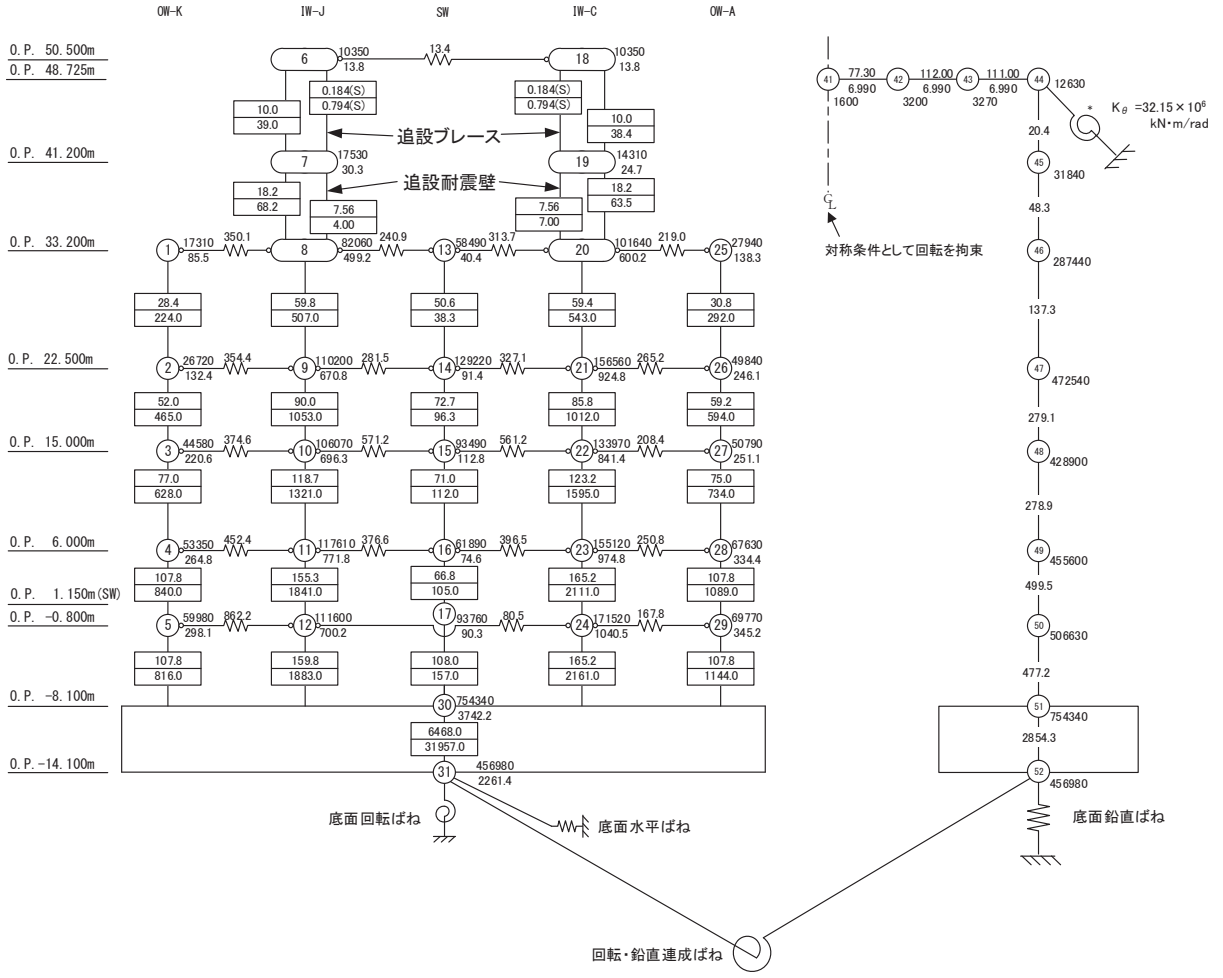 OW-K IW-J SW IW-C OW-A
O.P. 50.500m
O.P. 48.725m
6 10350 13.8 13.4 18 10350 13.8
0.184(S) 0.794(S) 0.184(S) 0.794(S)
10.0 39.0 10.0 38.4
追設ブレース
O.P. 41.200m
7 17530 30.3 19 14310 24.7
追設耐震壁
18.2 68.2 7.56 4.00 7.56 7.00 18.2 63.5
O.P. 33.200m
1 17310 85.5 350.1 8 82060 499.2 240.9 13 58490 40.4 313.7 20 101640 600.2 219.0 25 27940 138.3
28.4 59.8 50.6 59.4 30.8
224.0 507.0 38.3 543.0 292.0
O.P. 22.500m
2 26720 132.4 354.4 9 110200 670.8 281.5 14 129220 91.4 327.1 21 156560 924.8 265.2 26 49840 246.1
52.0 90.0 72.7 85.8 59.2
465.0 1053.0 96.3 1012.0 594.0
O.P. 15.000m
3 44580 220.6 374.6 10 106070 696.3 571.2 15 93490 112.8 561.2 22 133970 841.4 208.4 27 50790 251.1
77.0 118.7 71.0 123.2 75.0
628.0 1321.0 112.0 1595.0 734.0
O.P. 6.000m
4 53350 264.8 452.4 11 117610 771.8 376.6 16 61890 74.6 396.5 23 155120 974.8 250.8 28 67630 334.4
107.8 155.3 66.8 165.2 107.8
840.0 1841.0 105.0 2111.0 1089.0
O.P. 1.150m(SW)
O.P. -0.800m
5 59980 298.1 862.2 12 111600 700.2 17 93760 90.3 80.5 24 171520 1040.5 167.8 29 69770 345.2
107.8 159.8 108.0 165.2 107.8
816.0 1883.0 157.0 2161.0 1144.0
O.P. -8.100m
30 754340 3742.2
6468.0
31957.0
O.P.-14.100m
31 456980 2261.4
底面回転ばね
底面水平ばね
回転・鉛直連成ばね
41 77.30 42 112.00 43 111.00 44 12630
1600 6.990 3200 6.990 3270 6.990
* Kθ =32.15×10⁶
kN・m/rad
20.4
45
31840
CL
48.3
対称条件として回転を拘束
46
287440
137.3
47
472540
279.1
48
428900
278.9
49
455600
499.5
50
506630
477.2
51
754340
2854.3
52
456980
底面鉛直ばね